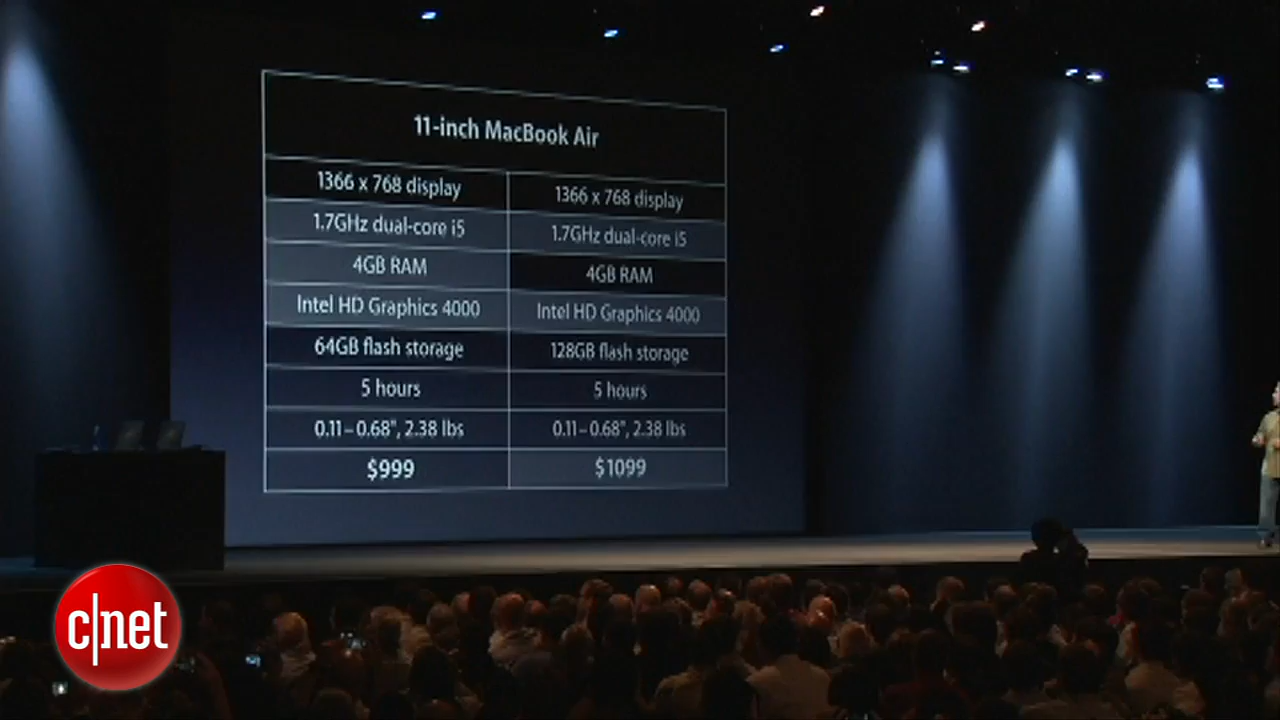 11-inch MacBook Air
1366 x 768 display
1366 x 768 display
1.7GHz dual-core i5
1.7GHz dual-core i5
4GB RAM
4GB RAM
Intel HD Graphics 4000
Intel HD Graphics 4000
64GB flash storage
128GB flash storage
5 hours
5 hours
0.11–0.68", 2.38 lbs
0.11–0.68", 2.38 lbs
$999
$1099
c|net